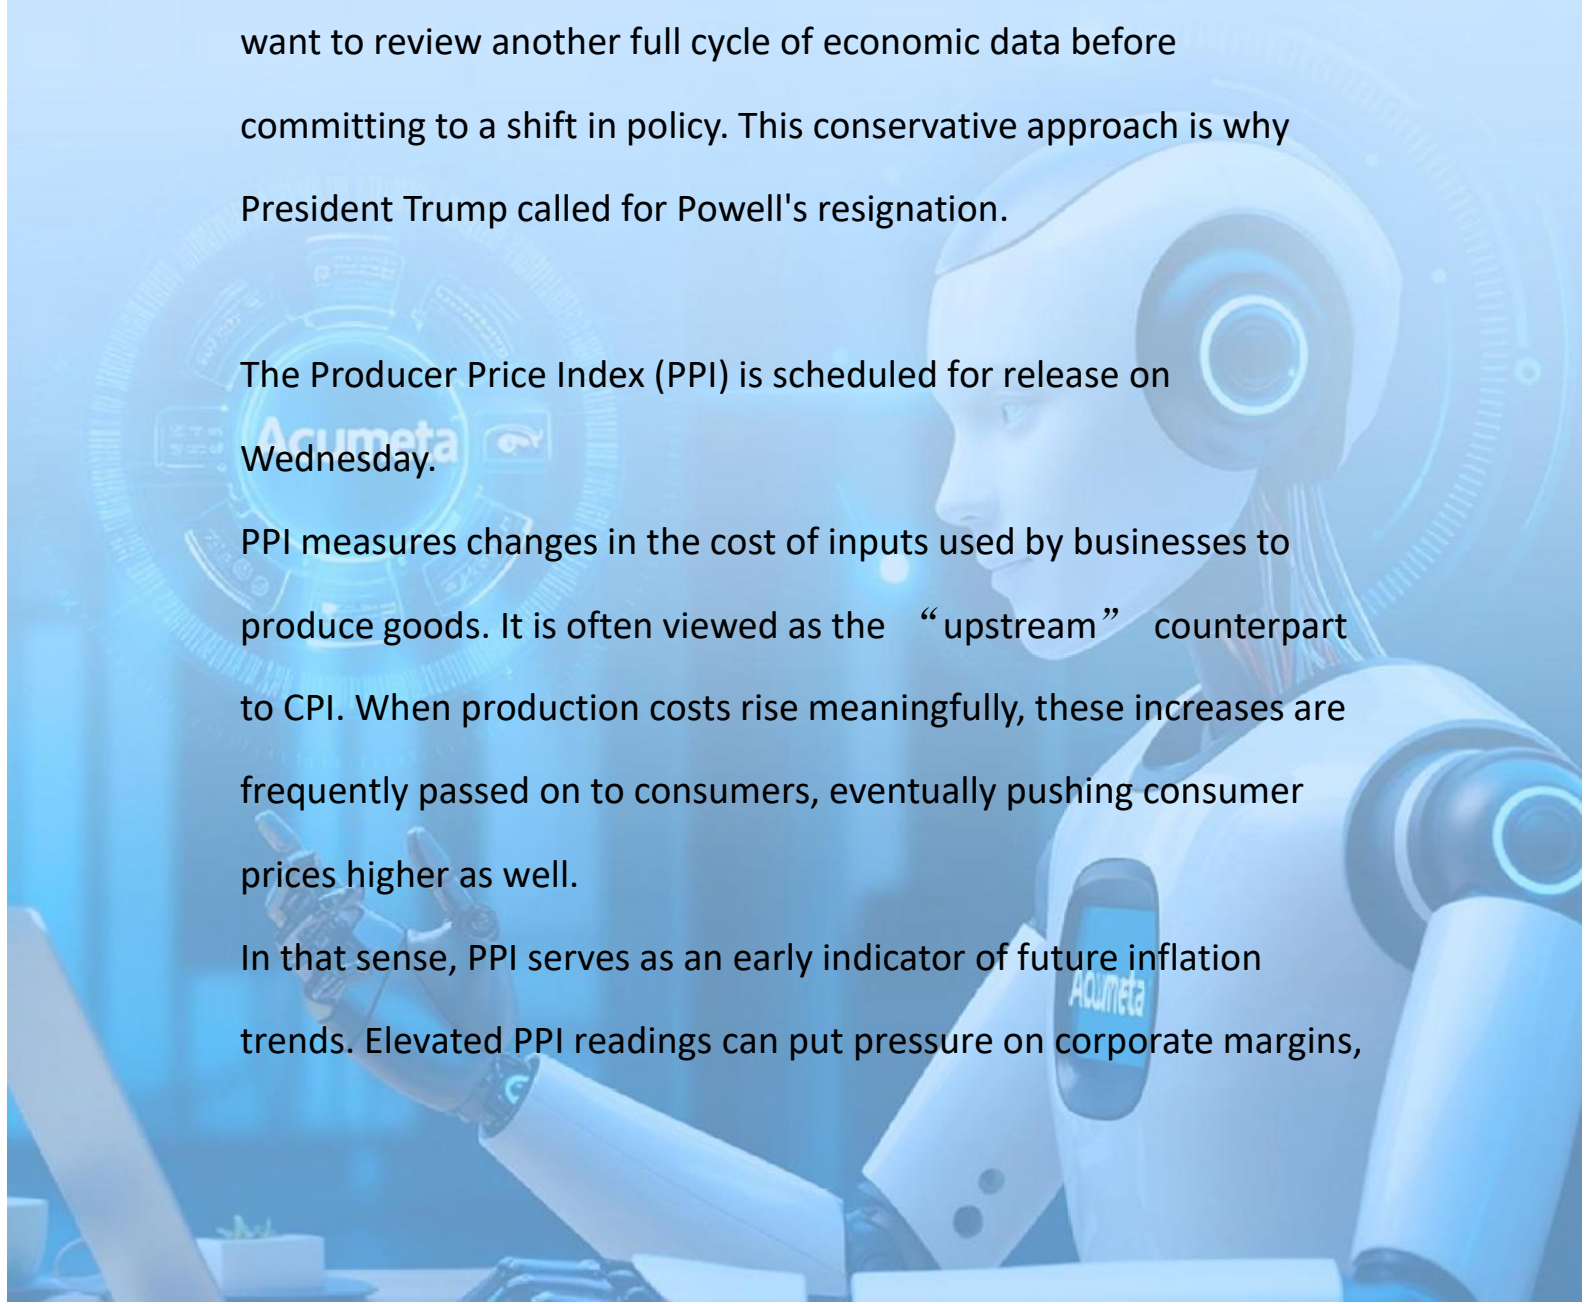 want to review another full cycle of economic data before
committing to a shift in policy. This conservative approach is why
President Trump called for Powell's resignation.
The Producer Price Index (PPI) is scheduled for release on
Acumeta
Wednesday.
PPI measures changes in the cost of inputs used by businesses to
produce goods. It is often viewed as the “upstream” counterpart
to CPI. When production costs rise meaningfully, these increases are
frequently passed on to consumers, eventually pushing consumer
prices higher as well.
In that sense, PPI serves as an early indicator of future inflation
Acumeta
trends. Elevated PPI readings can put pressure on corporate margins,